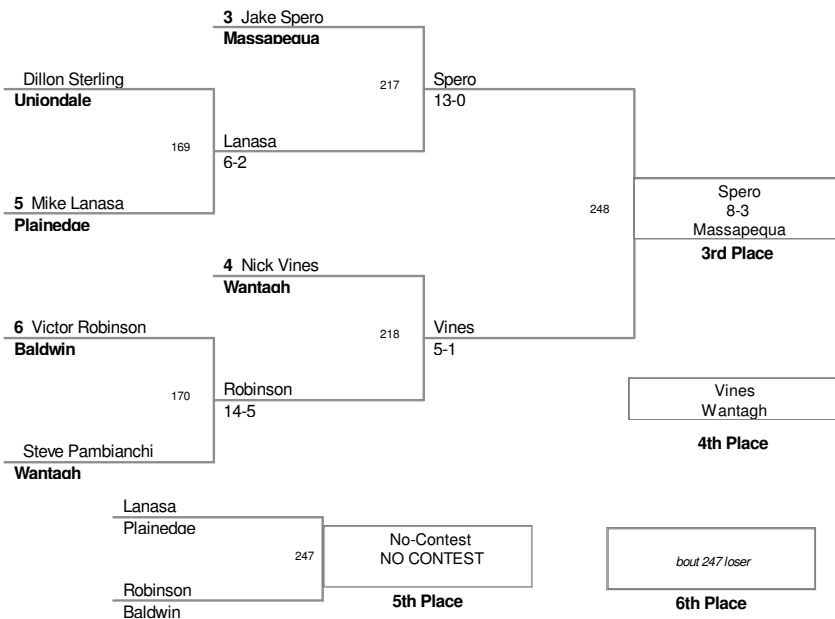 3 Jake Spero
Massapequa
Dillon Sterling
Uniondale
217
Spero
13-0
169
Lanasa
6-2
5 Mike Lanasa
Plainedge
248
Spero
8-3
Massapequa
3rd Place
4 Nick Vines
Wantagh
6 Victor Robinson
Baldwin
218
Vines
5-1
170
Robinson
14-5
Vines
Wantagh
4th Place
Steve Pambianchi
Wantagh
Lanasa
Plainedge
247
No-Contest
NO CONTEST
5th Place
Robinson
Baldwin
bout 247 loser
6th Place